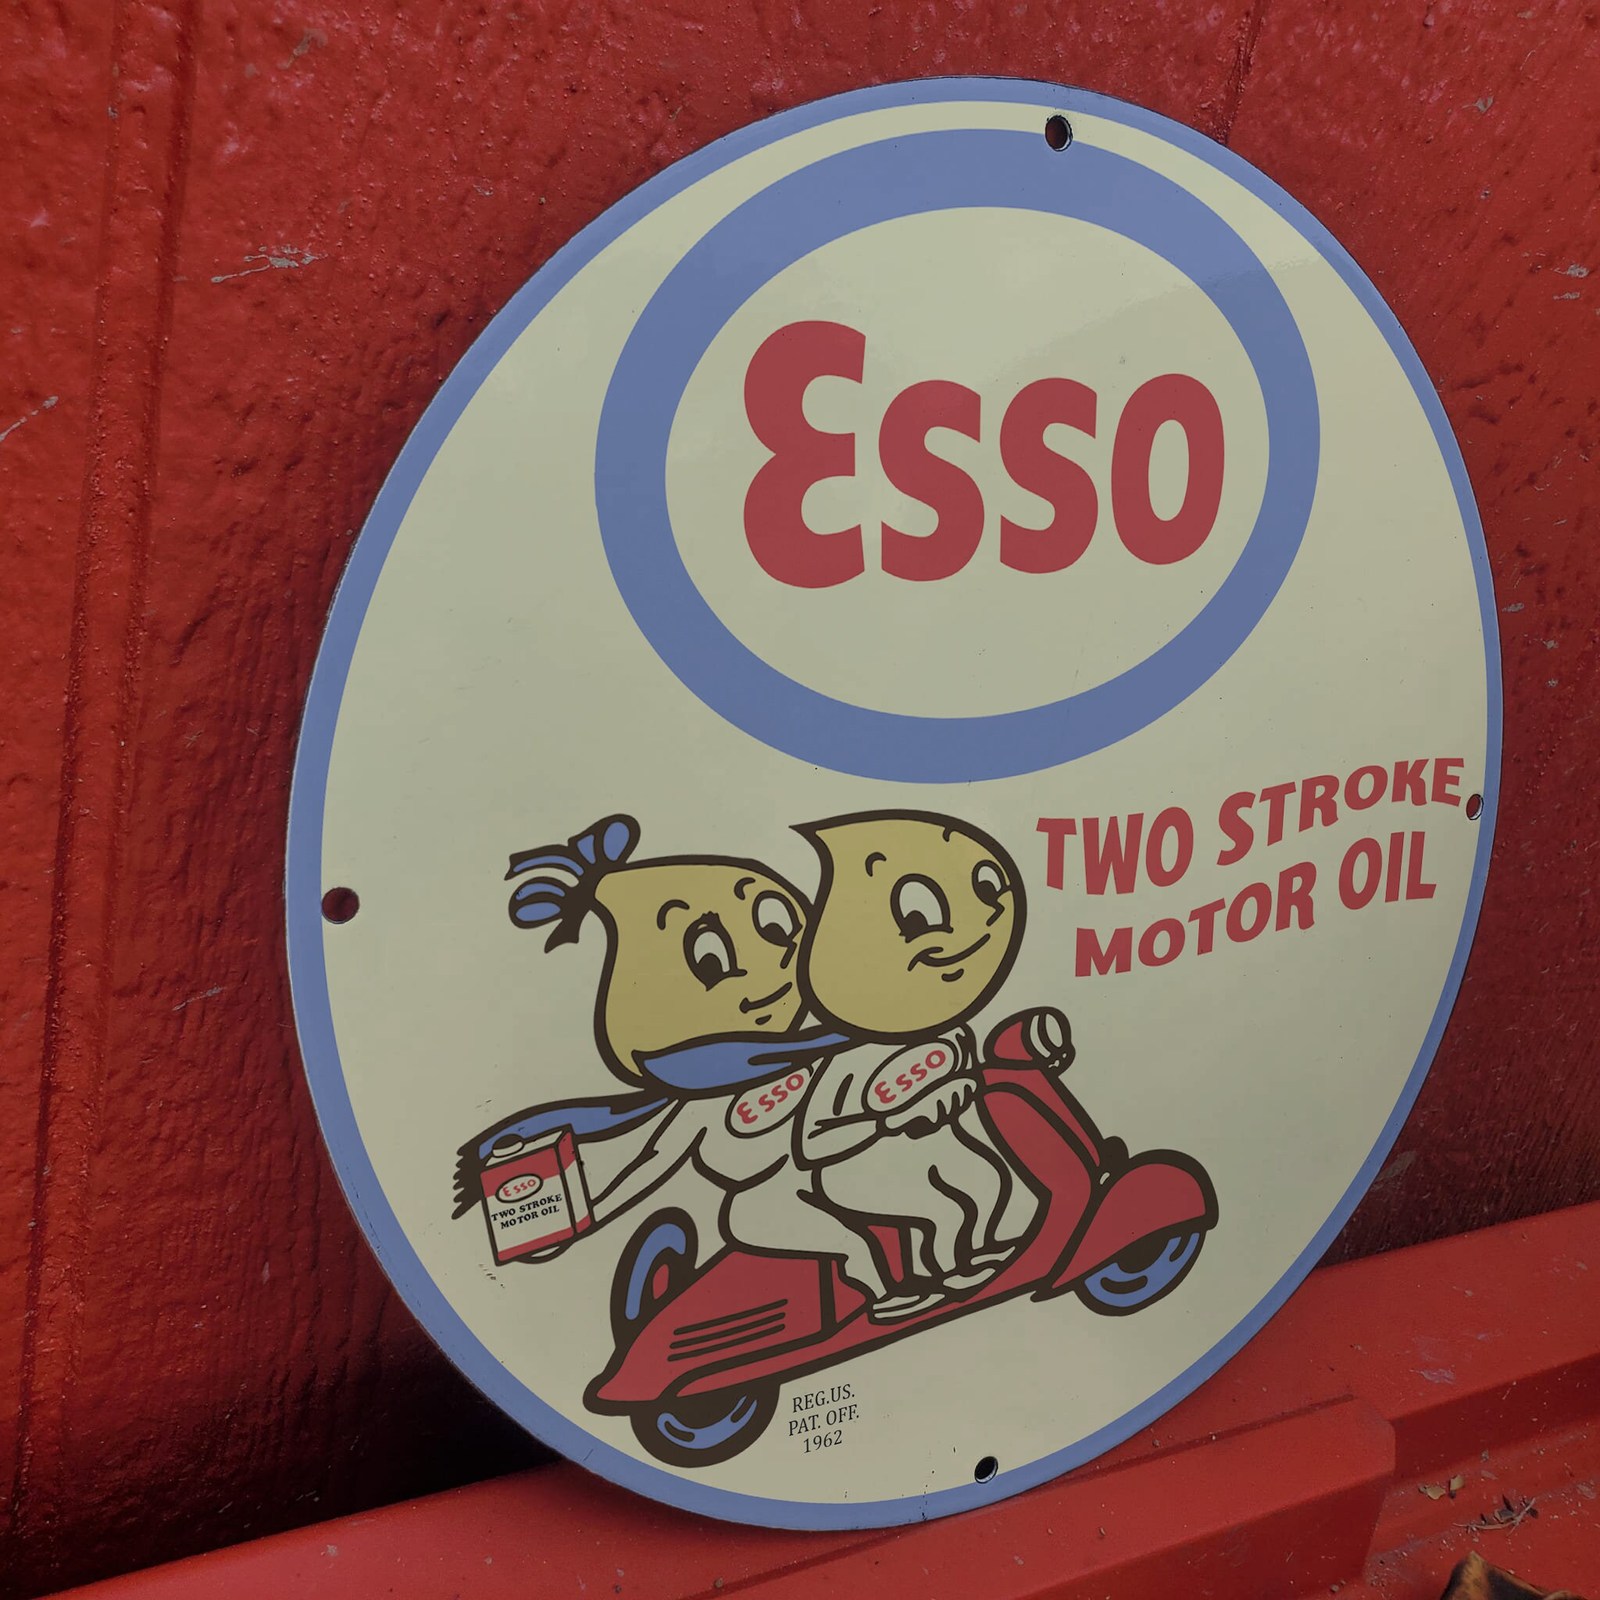 Esso
TWO STROKE
MOTOR OIL
ESSO
ESSO
ESSO
TWO STROKE
MOTOR OIL
REG.US.
PAT. OFF.
1962